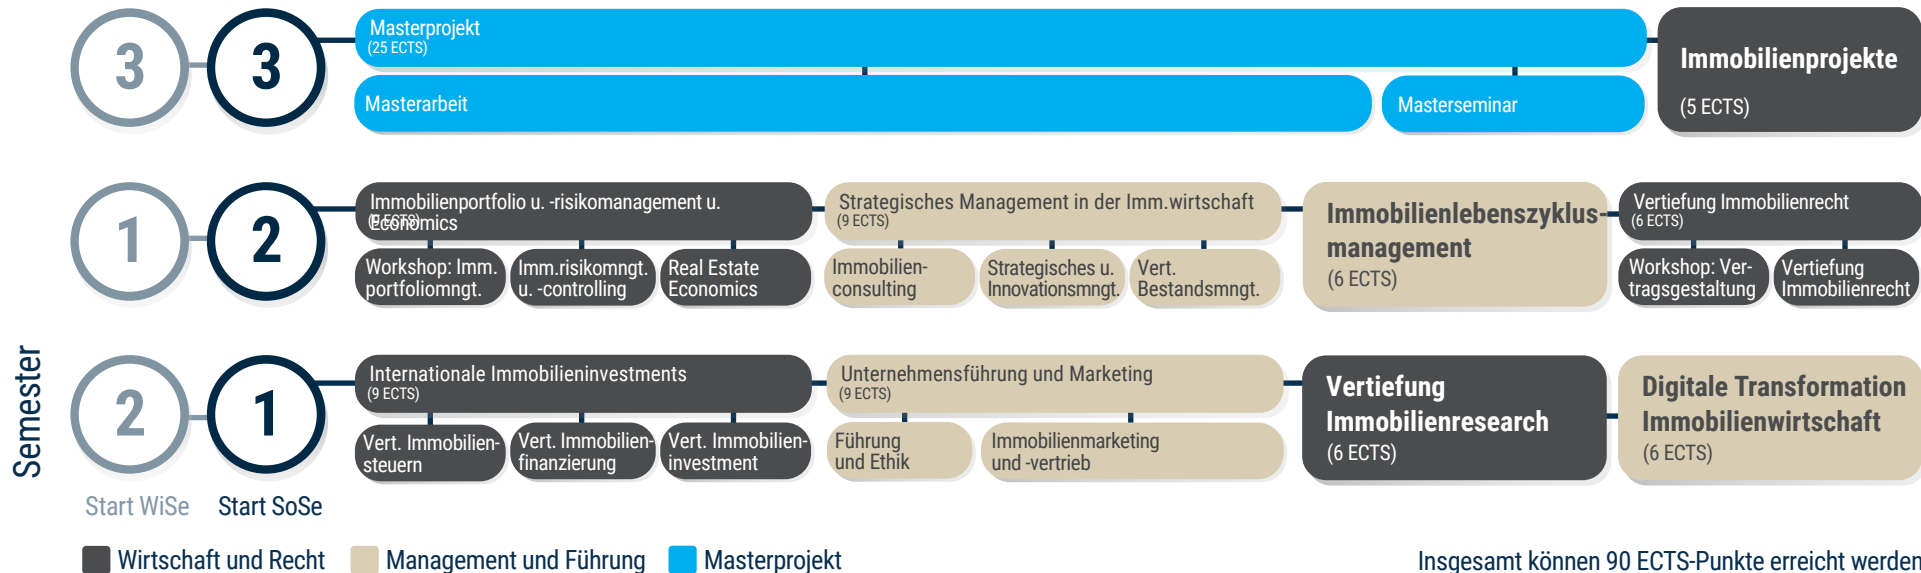 3
3
Masterprojekt
(25 ECTS)
Masterarbeit
Masterseminar
Immobilienprojekte
(5 ECTS)
1
2
Immobilienportfolio u. -risikomanagement u.
Economics
(9 ECTS)
Workshop: Imm.
portfoliomngt.
Imm.risikomngt.
u. -controlling
Real Estate
Economics
Strategisches Management in der Imm.wirtschaft
(9 ECTS)
Immobilien-
consulting
Strategisches u.
Innovationsmngt.
Vert.
Bestandsmngt.
Immobilienlebenszyklus-
management
(6 ECTS)
Vertiefung Immobilienrecht
(6 ECTS)
Workshop: Ver-
tragsgestaltung
Vertiefung
Immobilienrecht
Semester
2
1
Internationale Immobilieninvestments
(9 ECTS)
Vert. Immobilien-
steuern
Vert. Immobilien-
finanzierung
Vert. Immobilien-
investment
Unternehmensführung und Marketing
(9 ECTS)
Führung
und Ethik
Immobilienmarketing
und -vertrieb
Vertiefung
Immobilienresearch
(6 ECTS)
Digitale Transformation
Immobilienwirtschaft
(6 ECTS)
Start WiSe
Start SoSe
Wirtschaft und Recht
Management und Führung
Masterprojekt
Insgesamt können 90 ECTS-Punkte erreicht werden